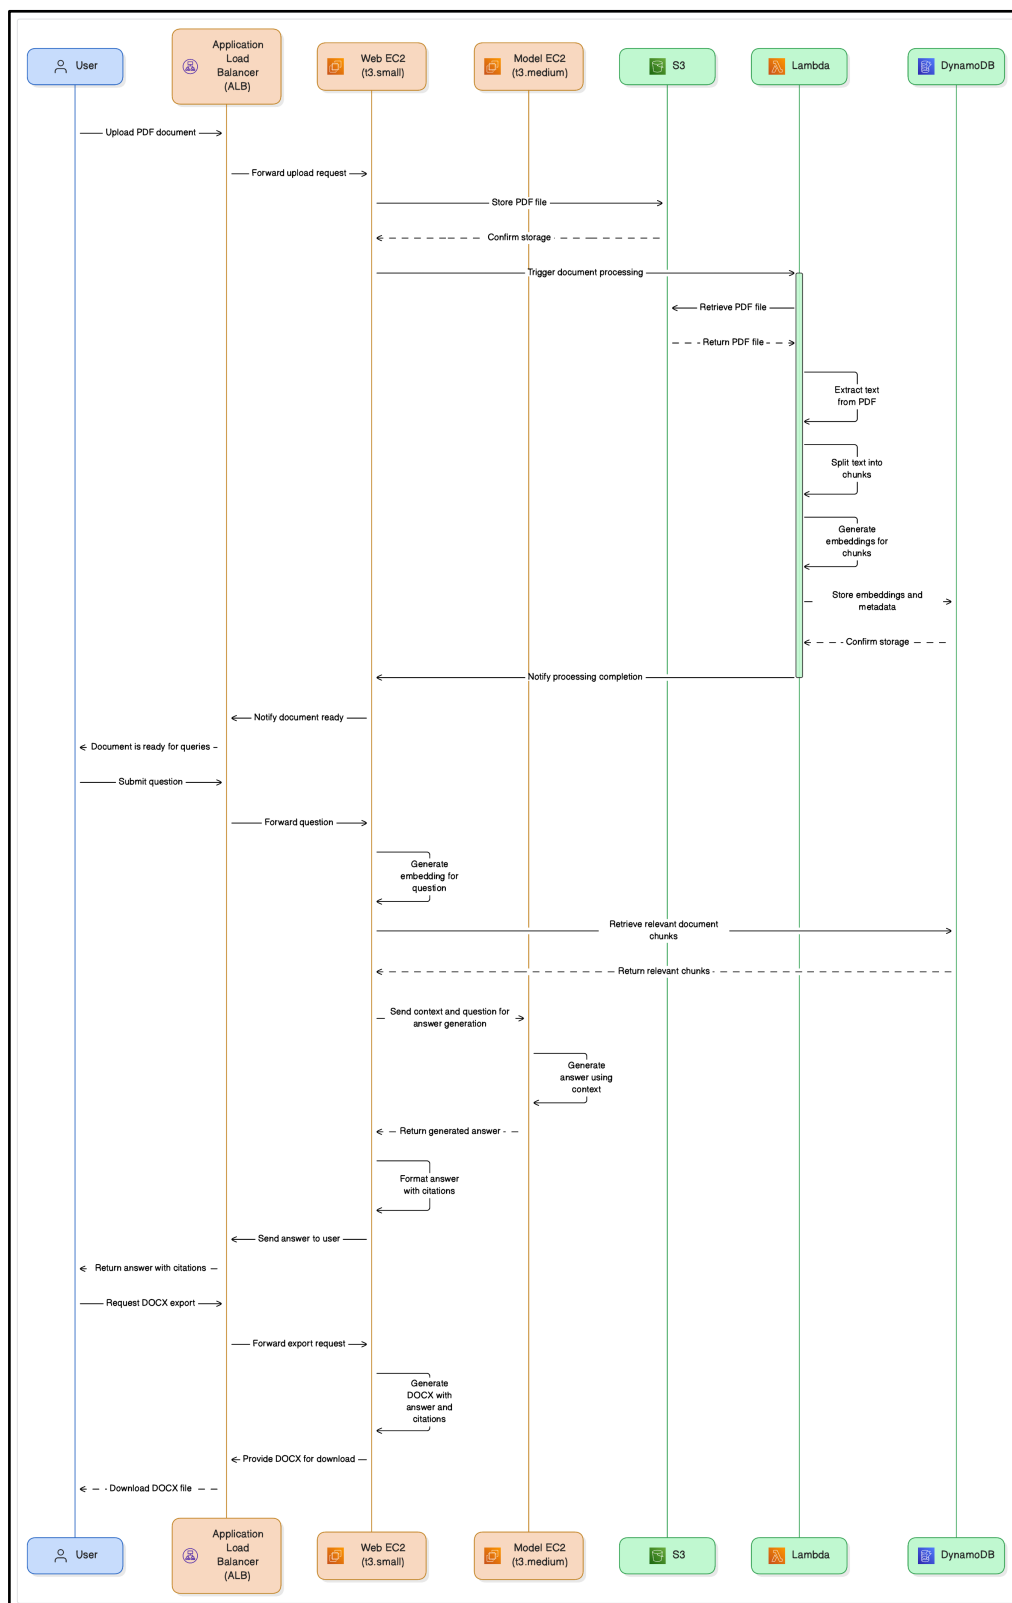 User
Application
Load
Balancer
(ALB)
Web EC2
(t3.small)
Model EC2
(t3.medium)
S3
Lambda
DynamoDB
Upload PDF document
Forward upload request
Store PDF file
Confirm storage
Trigger document processing
Retrieve PDF file
Return PDF file
Extract text
from PDF
Split text into
chunks
Generate
embeddings for
chunks
Store embeddings and
metadata
Confirm storage
Notify processing completion
Notify document ready
Document is ready for queries
Submit question
Forward question
Generate
embedding for
question
Retrieve relevant document
chunks
Return relevant chunks
Send context and question for
answer generation
Generate
answer using
context
Return generated answer
Format answer
with citations
Send answer to user
Return answer with citations
Request DOCX export
Forward export request
Generate
DOCX with
answer and
citations
Provide DOCX for download
Download DOCX file
User
Application
Load
Balancer
(ALB)
Web EC2
(t3.small)
Model EC2
(t3.medium)
S3
Lambda
DynamoDB